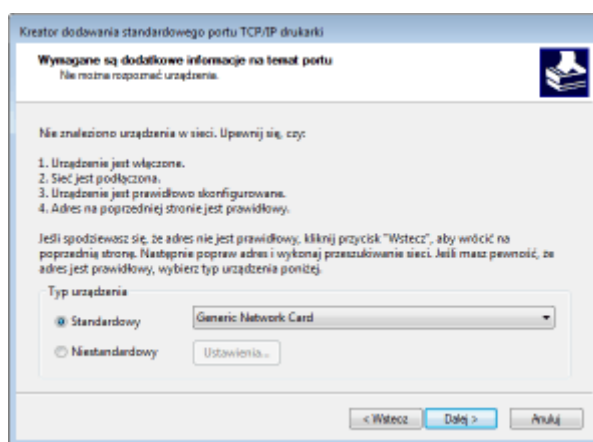 Kreator dodawania standardowego portu TCP/IP drukarki
Wymagane są dodatkowe informacje na temat portu
Nie można rozpoznać urządzenia.
Nie znaleziono urządzenia w sieci. Upewnij się, czy:
1. Urządzenie jest włączone.
2. Sieć jest podłączona.
3. Urządzenie jest prawidłowo skonfigurowane.
4. Adres na poprzedniej stronie jest prawidłowy.
Jeśli spodziewasz się, że adres nie jest prawidłowy, kliknij przycisk "Wstecz", aby wrócić na
poprzednią stronę. Następnie popraw adres i wykonaj przeszukiwanie sieci. Jeśli masz pewność, że
adres jest prawidłowy, wybierz typ urządzenia poniżej.
Typ urządzenia
Standardowy
Generic Network Card
Niestandardowy
Ustawienia...
< Wstecz
Dalej >
Anuluj